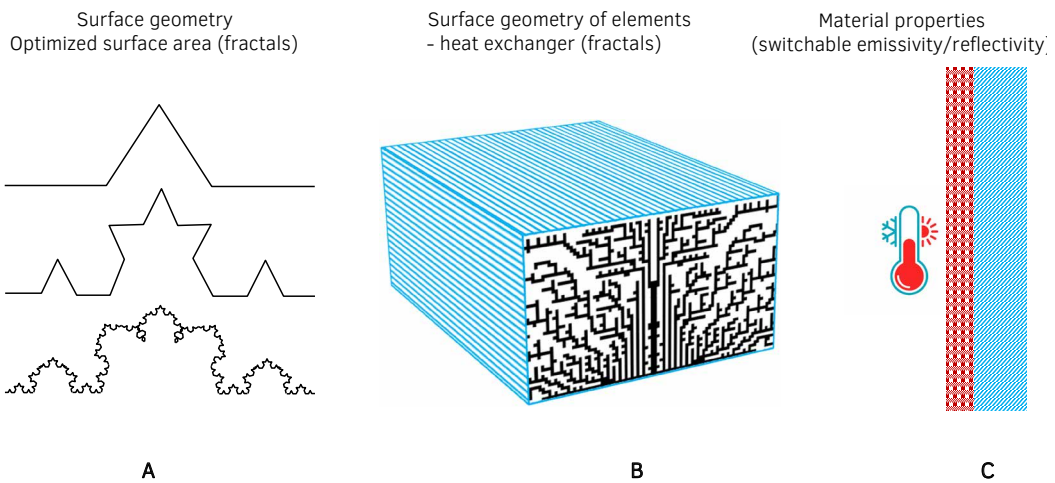 Surface geometry
Optimized surface area (fractals)
Surface geometry of elements
- heat exchanger (fractals)
Material properties
(switchable emissivity/reflectivity)
A
B
C